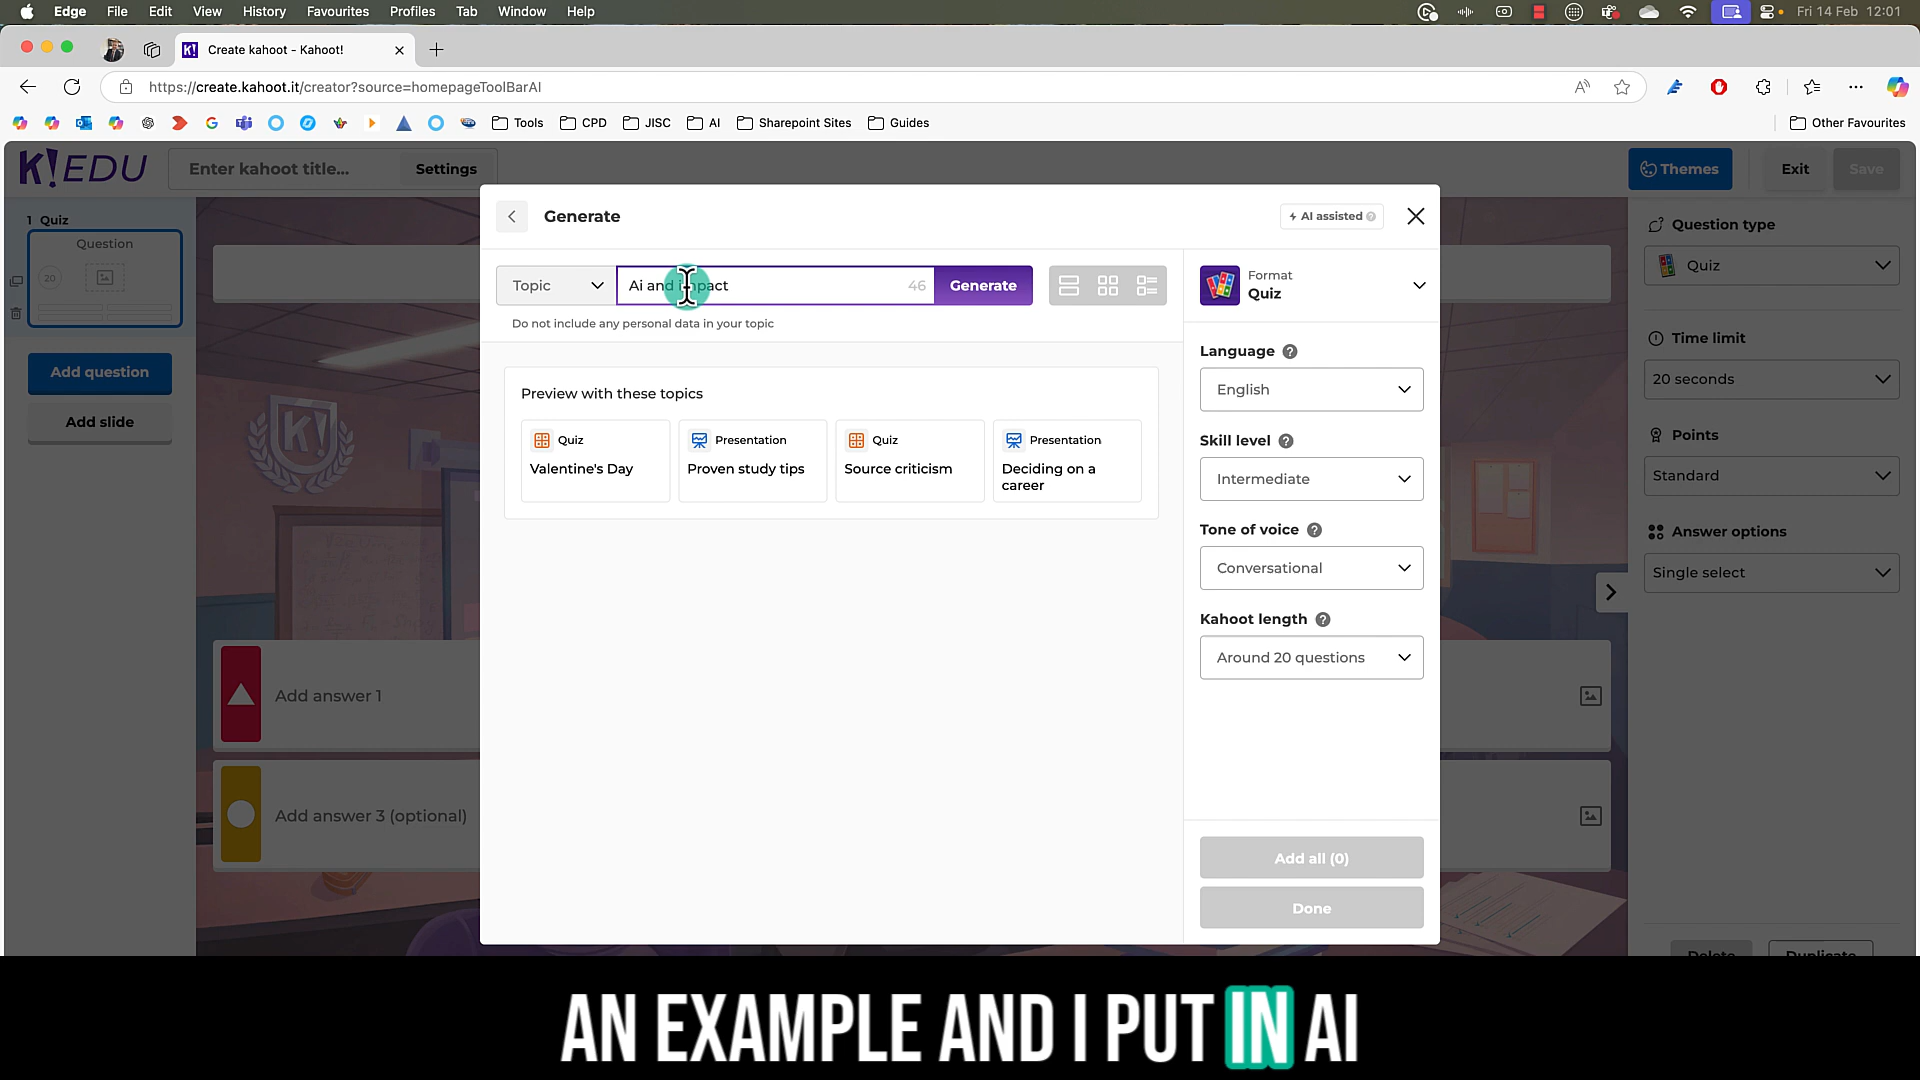 Edge File Edit View History Favourites Profiles Tab Window Help Fri 14 Feb 12:01
Create kahoot - Kahoot!
https://create.kahoot.it/creator?source=homepageToolBarAI
Tools CPD JISC AI Sharepoint Sites Guides Other Favourites
K!EDU Enter kahoot title... Settings Themes Exit Save
1 Quiz
Question
20
Add question
Add slide
Add answer 1
Add answer 3 (optional)
Generate AI assisted
Topic Ai and impact 46 Generate
Do not include any personal data in your topic
Preview with these topics
Quiz
Valentine's Day
Presentation
Proven study tips
Quiz
Source criticism
Presentation
Deciding on a
career
Format
Quiz
Language
English
Skill level
Intermediate
Tone of voice
Conversational
Kahoot length
Around 20 questions
Add all (0)
Done
Question type
Quiz
Time limit
20 seconds
Points
Standard
Answer options
Single select
Delete Duplicate
AN EXAMPLE AND I PUT IN AI